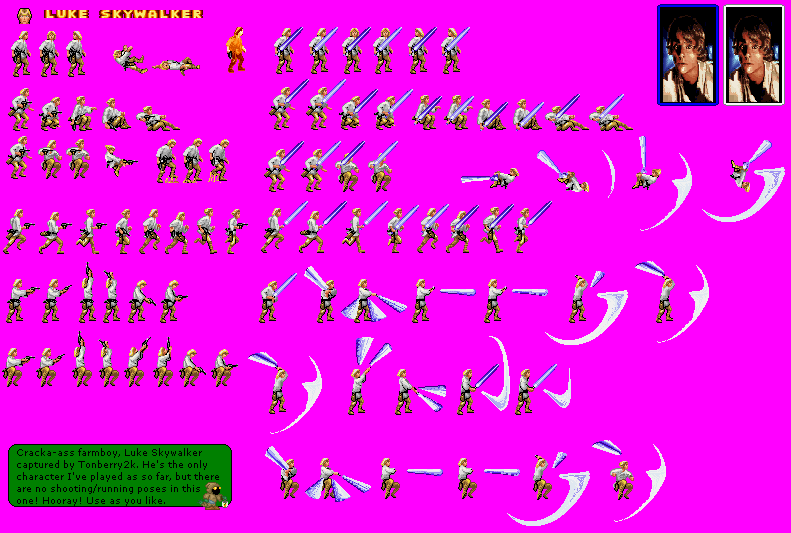 LUKE SKYWALKER
Cracka-ass farmboy, Luke Skywalker
captured by Tonberry2k. He's the only
character I've played as so far, but there
are no shooting/running poses in this
one! Hooray! Use as you like.